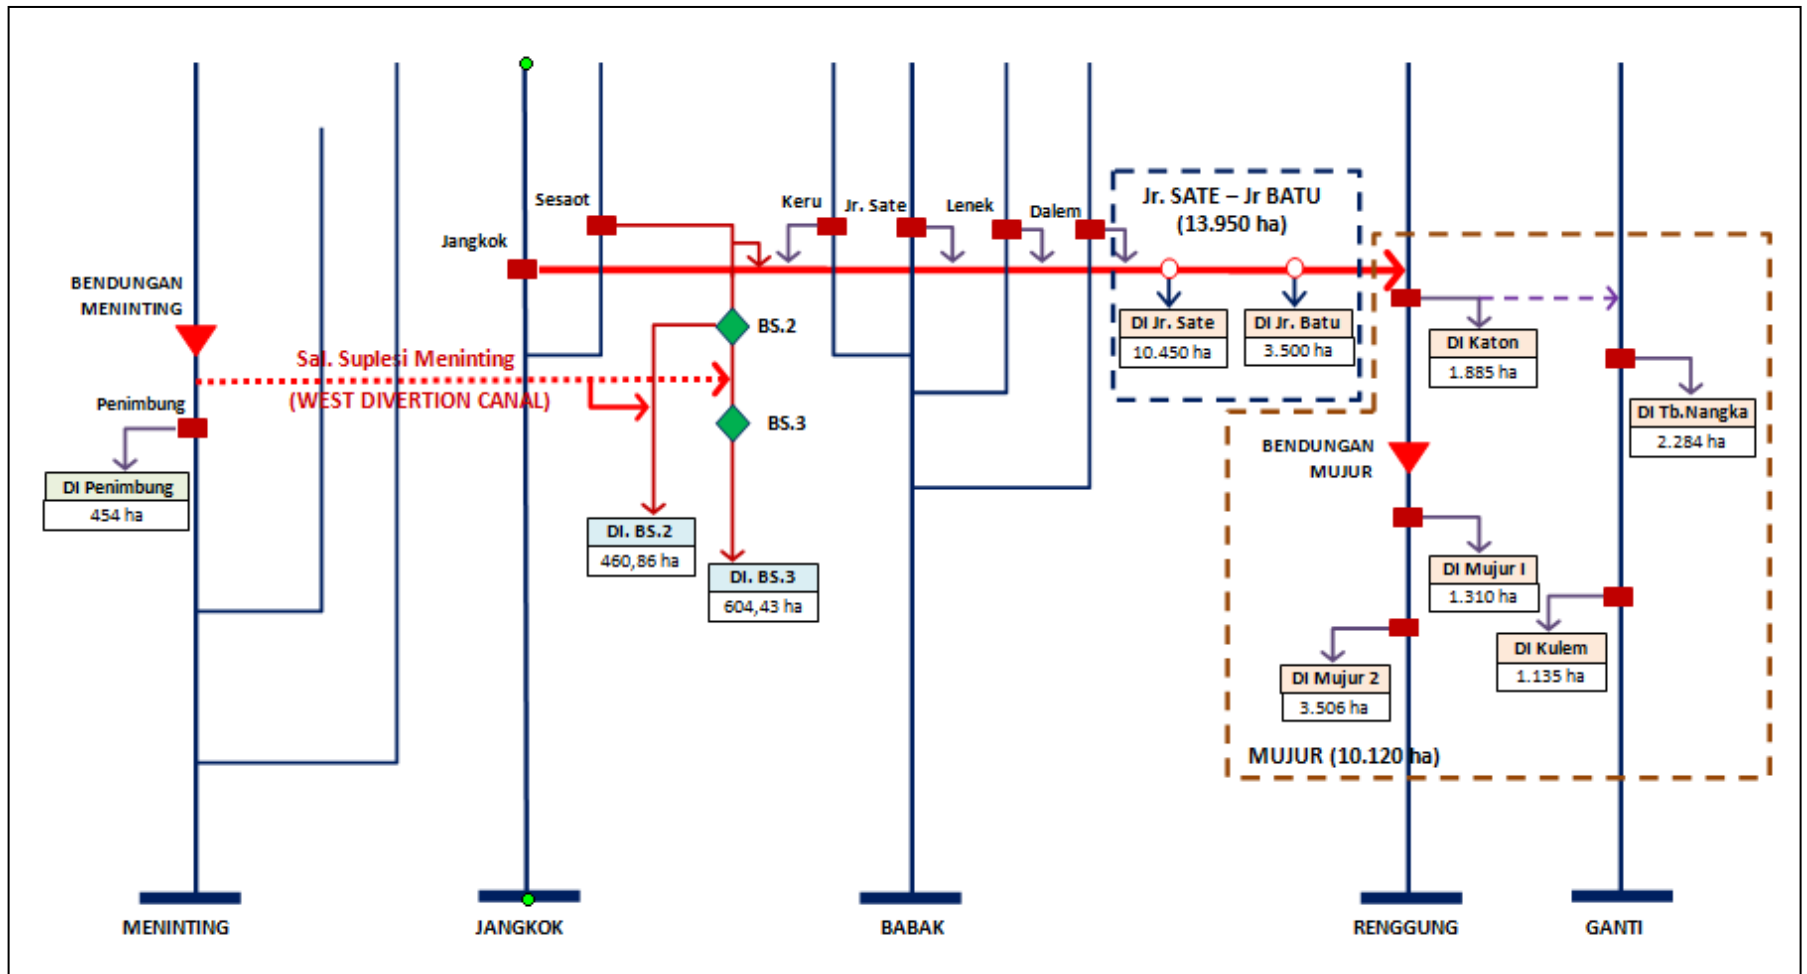 Sesaot
Keru
Jr. Sate
Lenek
Dalem
Jr. SATE – Jr BATU
(13.950 ha)
Jangkok
BENDUNGAN
MENINTING
BS.2
DI Jr. Sate
10.450 ha
DI Jr. Batu
3.500 ha
DI Katon
1.885 ha
Sal. Suplesi Meninting
(WEST DIVERTION CANAL)
Penimbung
BS.3
DI Tb.Nangka
2.284 ha
BENDUNGAN
MUJUR
DI Penimbung
454 ha
DI. BS.2
460,86 ha
DI. BS.3
604,43 ha
DI Mujur I
1.310 ha
DI Kulem
1.135 ha
DI Mujur 2
3.506 ha
MUJUR (10.120 ha)
MENINTING
JANGKOK
BABAK
RENGGUNG
GANTI